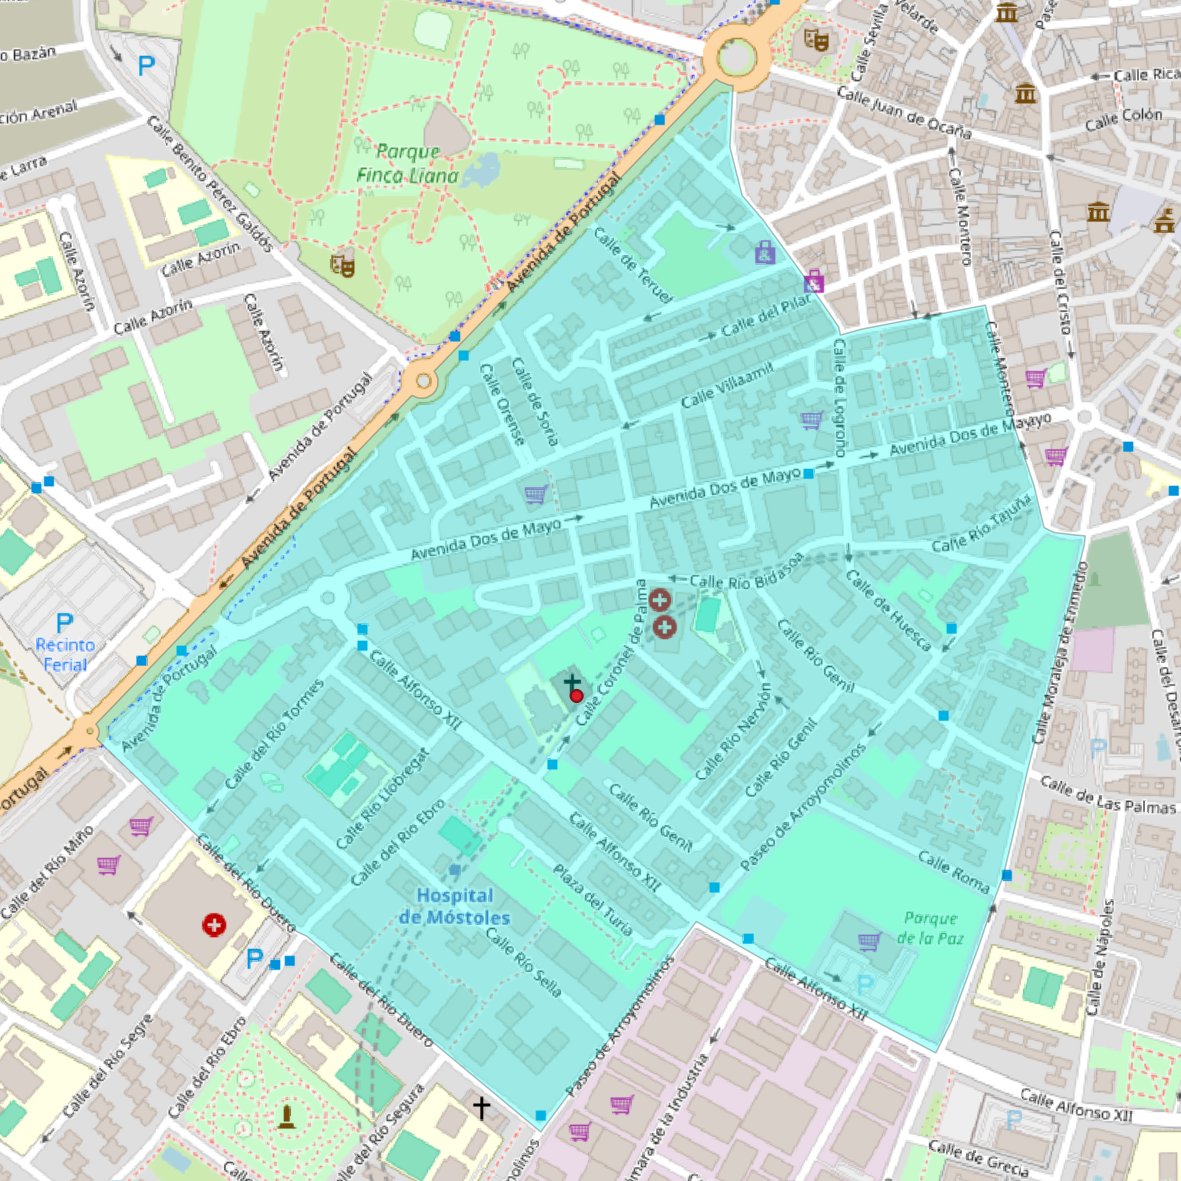 Calle Sevilla
Velarde
Calle Rica
Calle Juan de Ocaña
Calle Colón
o Bazàn
P
ción Arenal
e Larra
Calle Benito Pérez Galdós
Parque
Finca Liana
Avenida de Portugal
Calle Montero
Calle del Cristo
Calle Azorín
Calle Azorín
Calle Azorín
Calle Azorín
Calle de Teruel
Calle del Pilar
Calle Villaamil
Calle de Logroño
Calle Montero
Calle de Soria
Calle Orense
Avenida de Portugal
Avenida de Portugal
Avenida Dos de Mayo
Avenida Dos de Mayo
Avenida Dos de Mayo
Mayo
Calle Río Tajuña
Calle Río Bidasoa
Calle de Huesca
Calle Moraleja de Enmedio
Calle Coronel de Palma
Calle Río Genil
P
Recinto
Ferial
Avenida de Portugal
Calle del Río Tormes
Calle Alfonso XII
Calle Río Nervión
Calle Río Genil
Paseo de Arroyomolinos
P
Calle de Las Palmas
ortugal
Calle Río Llobregat
Calle del Río Ebro
Calle Río Genil
Calle Alfonso XII
Calle Roma
Calle del Río Miño
Calle del Río Duero
Hospital
de Móstoles
Plaza del Turia
Parque
de la Paz
P
Calle de Nápoles
P
Calle Río Sella
Calle Alfonso XII
Calle del Río Duero
Paseo de Arroyomolinos
Calle del Río Segre
Calle del Río Ebro
Calle Alfonso XII
P
Calle de Grecia
alle del Río Segura
molinos
mara de la Industria
Calle